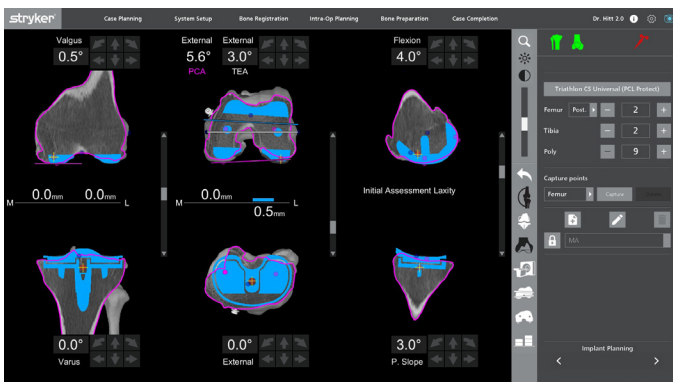 stryker
Case Planning System Setup Bone Registration Intra-Op Planning Bone Preparation Case Completion Dr. Hitt 2.0
Valgus External External Flexion
0.5° 5.6° 3.0° 4.0°
PCA TEA
Triathlon CS Universal (PCL Protect)
Femur Post. 2
Tibia 2
Poly 9
Capture points
Femur Capture
Initial Assessment Laxity
M 0.0mm 0.0mm L M 0.0mm L
0.5mm
MA
0.0° 0.0° 3.0°
Varus External P. Slope
Implant Planning